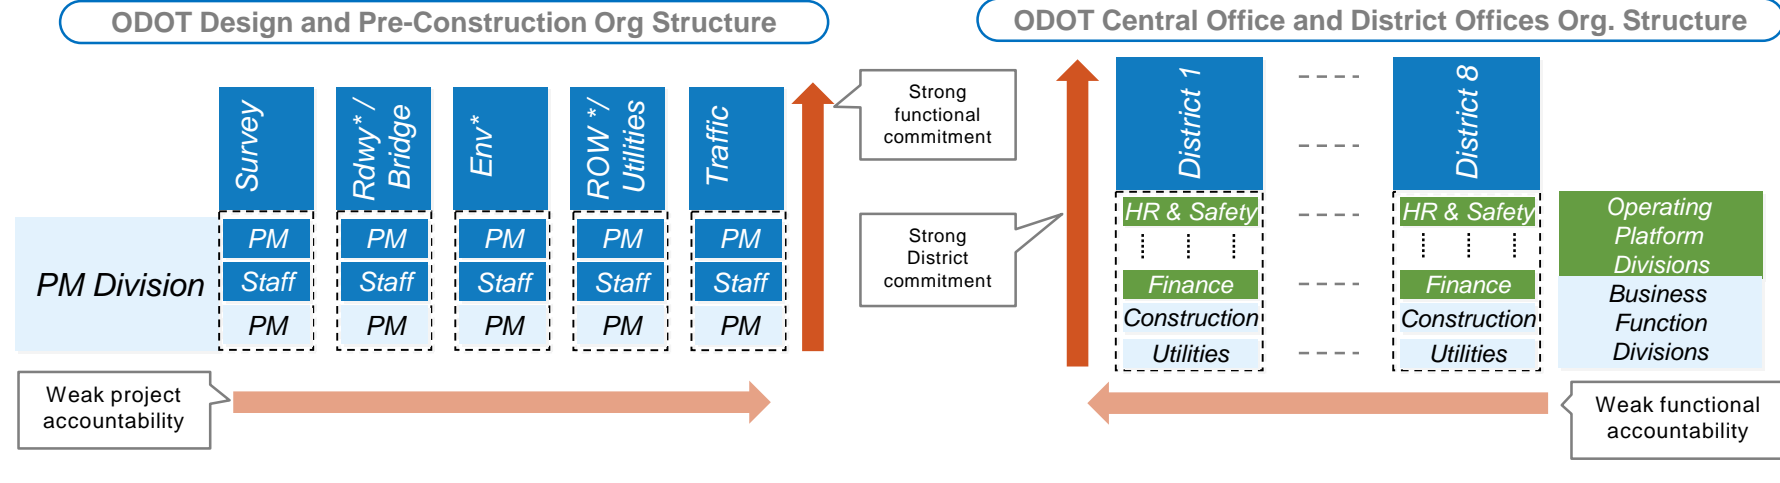 ODOT Design and Pre-Construction Org Structure
Survey
Rdwy* /
Bridge
Env*
ROW */
Utilities
Traffic
Strong
functional
commitment
PM Division
PM
PM
PM
PM
PM
Staff
Staff
Staff
Staff
Staff
PM
PM
PM
PM
PM
Weak project
accountability
ODOT Central Office and District Offices Org. Structure
District 1
District 8
Strong
District
commitment
HR & Safety
HR & Safety
Finance
Finance
Construction
Construction
Utilities
Utilities
Operating
Platform
Divisions
Business
Function
Divisions
Weak functional
accountability